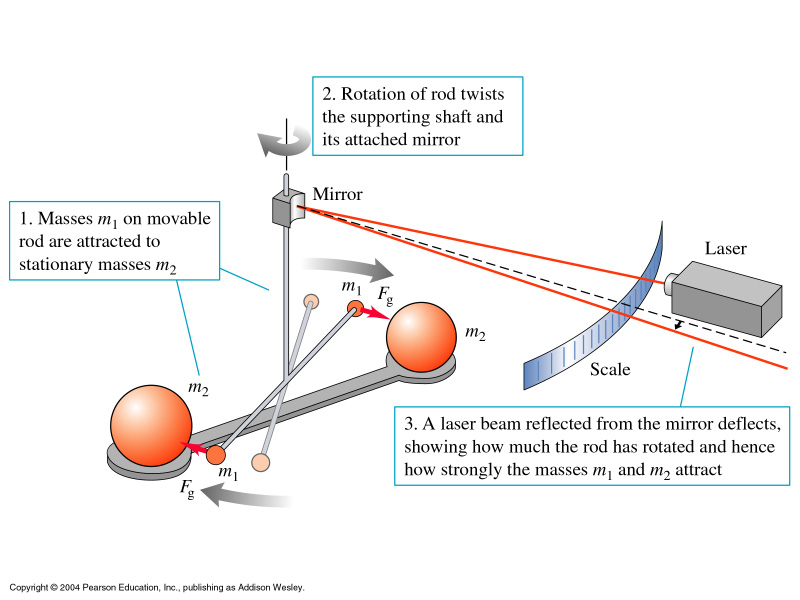 2. Rotation of rod twists
the supporting shaft and
its attached mirror
Mirror
1. Masses m1 on movable
rod are attracted to
stationary masses m2
Laser
m1
Fg
m2
Scale
m2
3. A laser beam reflected from the mirror deflects,
showing how much the rod has rotated and hence
how strongly the masses m1 and m2 attract
m1
Fg
Copyright © 2004 Pearson Education, Inc., publishing as Addison Wesley.